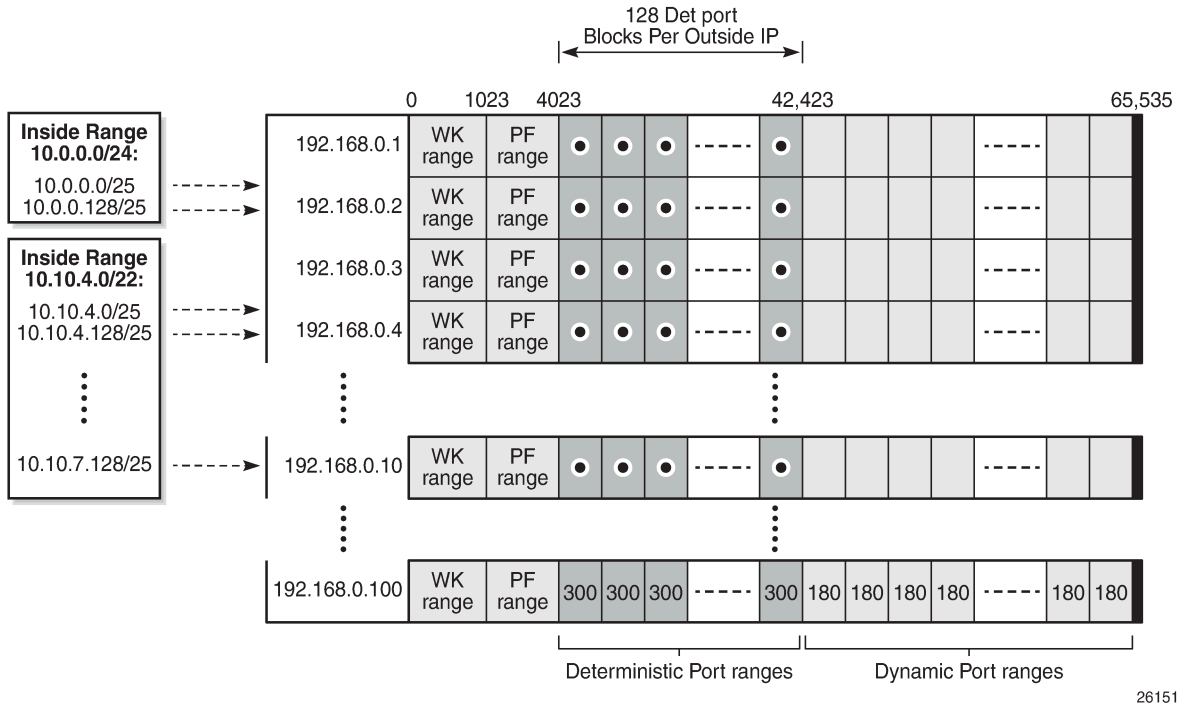 128 Det port
Blocks Per Outside IP
0 1023 4023 42,423 65,535
Inside Range
10.0.0.0/24:
10.0.0.0/25
10.0.0.128/25
Inside Range
10.10.4.0/22:
10.10.4.0/25
10.10.4.128/25
10.10.7.128/25
192.168.0.1 WK range PF range
192.168.0.2 WK range PF range
192.168.0.3 WK range PF range
192.168.0.4 WK range PF range
192.168.0.10 WK range PF range
192.168.0.100 WK range PF range 300 300 300 300 180 180 180 180 180 180
Deterministic Port ranges Dynamic Port ranges
26151